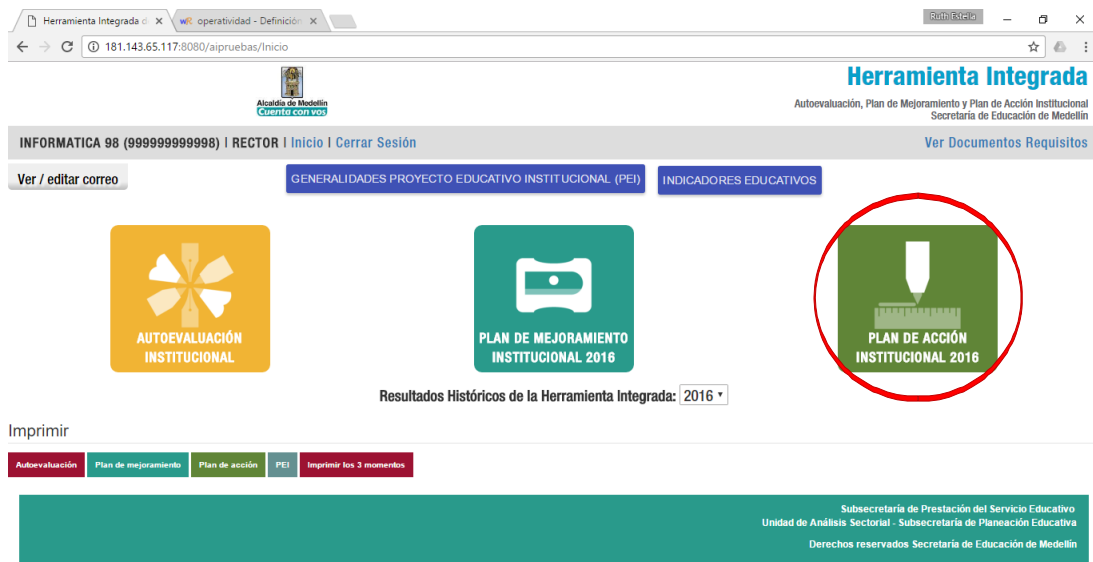 Herramienta Integrada d
operatividad - Definición
Ruth Estella
181.143.65.117:8080/aipruebas/Inicio
Alcaldía de Medellín
Cuenta con vos
Herramienta Integrada
Autoevaluación, Plan de Mejoramiento y Plan de Acción Institucional
Secretaría de Educación de Medellín
INFORMATICA 98 (999999999998) | RECTOR | Inicio | Cerrar Sesión
Ver Documentos Requisitos
Ver / editar correo
GENERALIDADES PROYECTO EDUCATIVO INSTITUCIONAL (PEI)
INDICADORES EDUCATIVOS
AUTOEVALUACIÓN
INSTITUCIONAL
PLAN DE MEJORAMIENTO
INSTITUCIONAL 2016
PLAN DE ACCIÓN
INSTITUCIONAL 2016
Resultados Históricos de la Herramienta Integrada: 2016
Imprimir
Autoevaluación
Plan de mejoramiento
Plan de acción
PEI
Imprimir los 3 momentos
Subsecretaría de Prestación del Servicio Educativo
Unidad de Análisis Sectorial - Subsecretaría de Planeación Educativa
Derechos reservados Secretaría de Educación de Medellín